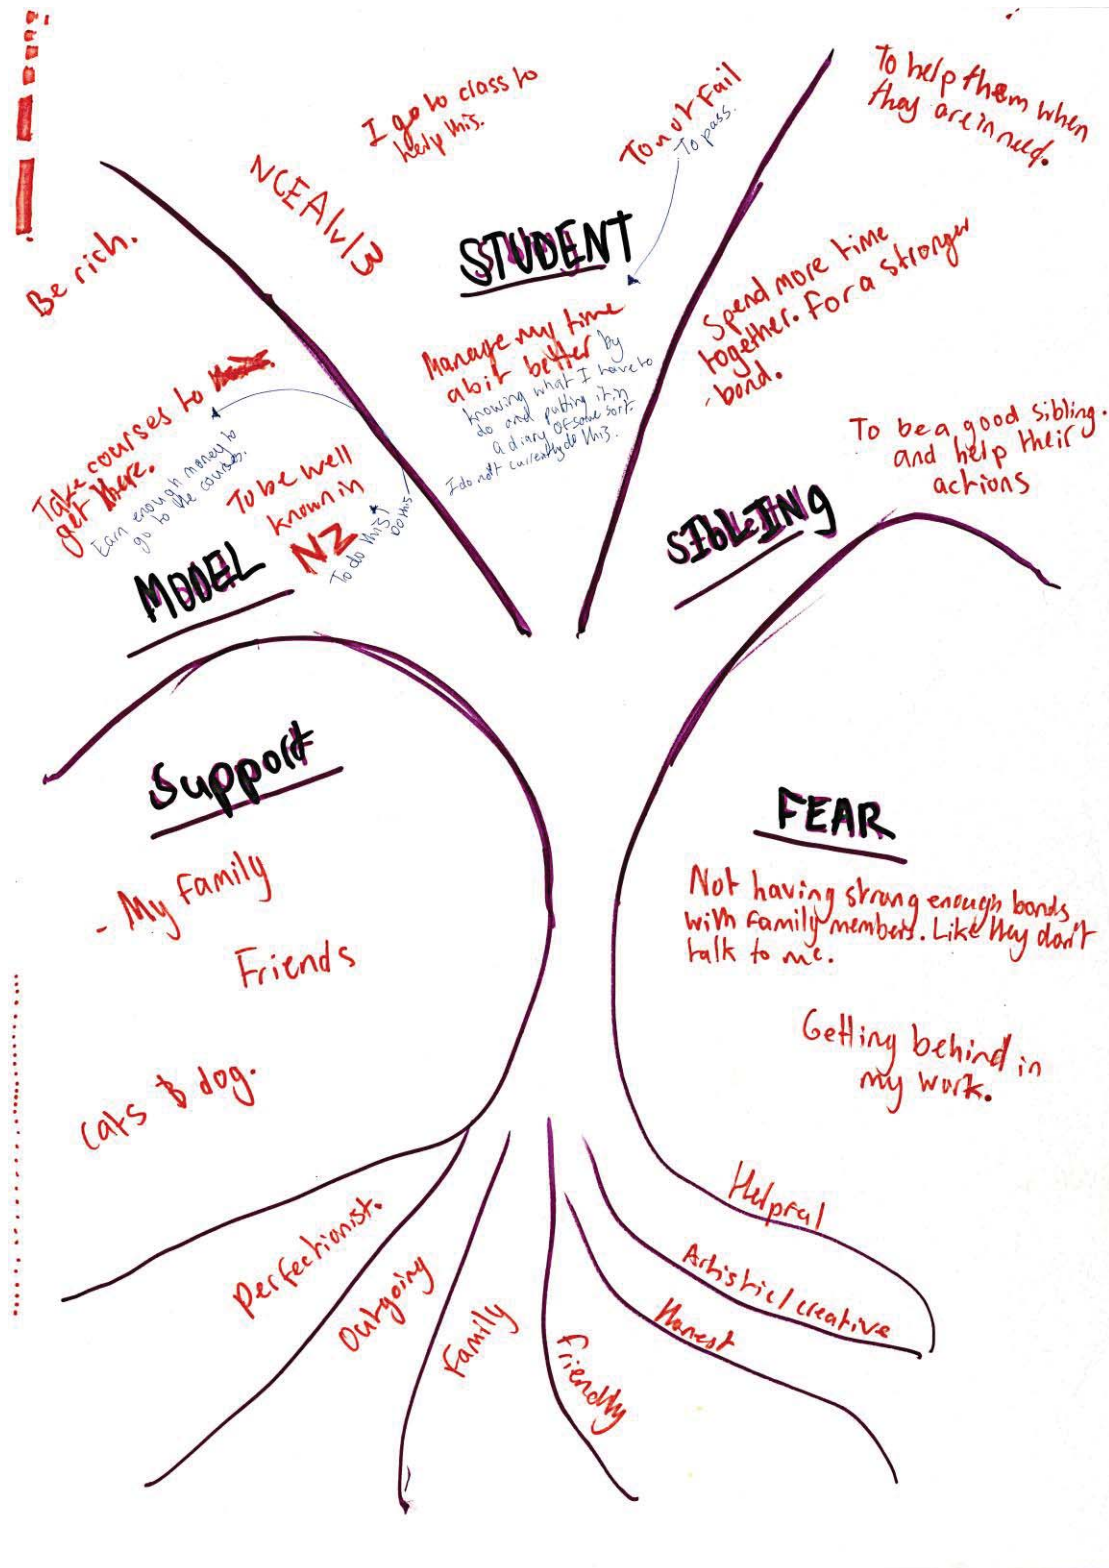 I go to class to
help this.
NCEA lvl 3
To not fail
To pass.
STUDENT
Manage my time
a bit better by
knowing what I have to
do and putting it in
a diary of some sort.
I do not currently do this.
To help them when
they are in need.
Spend more time
together. For a stronger
bond.
To be a good sibling.
and help their
actions
SIBLING
Be rich.
Take courses to
get there.
Earn enough money to
go to the courses.
To be well
known in
NZ
To do this,
Do this
MODEL
Support
- My Family
Friends
Cats & dog.
FEAR
Not having strong enough bonds
with family members. Like they don't
talk to me.
Getting behind in
my work.
Perfectionist.
Outgoing
Family
Friendly
Honest
Artistic/creative
Helpful